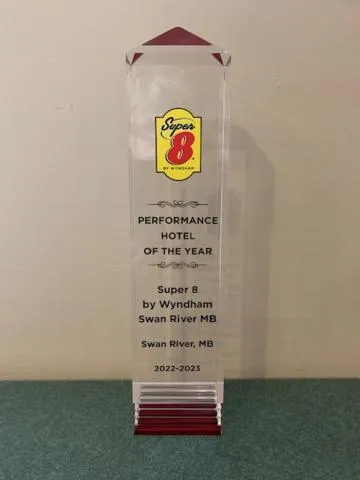 Super
8
BY WYNDHAM
PERFORMANCE
HOTEL
OF THE YEAR
Super 8
by Wyndham
Swan River MB
Swan River, MB
2022-2023